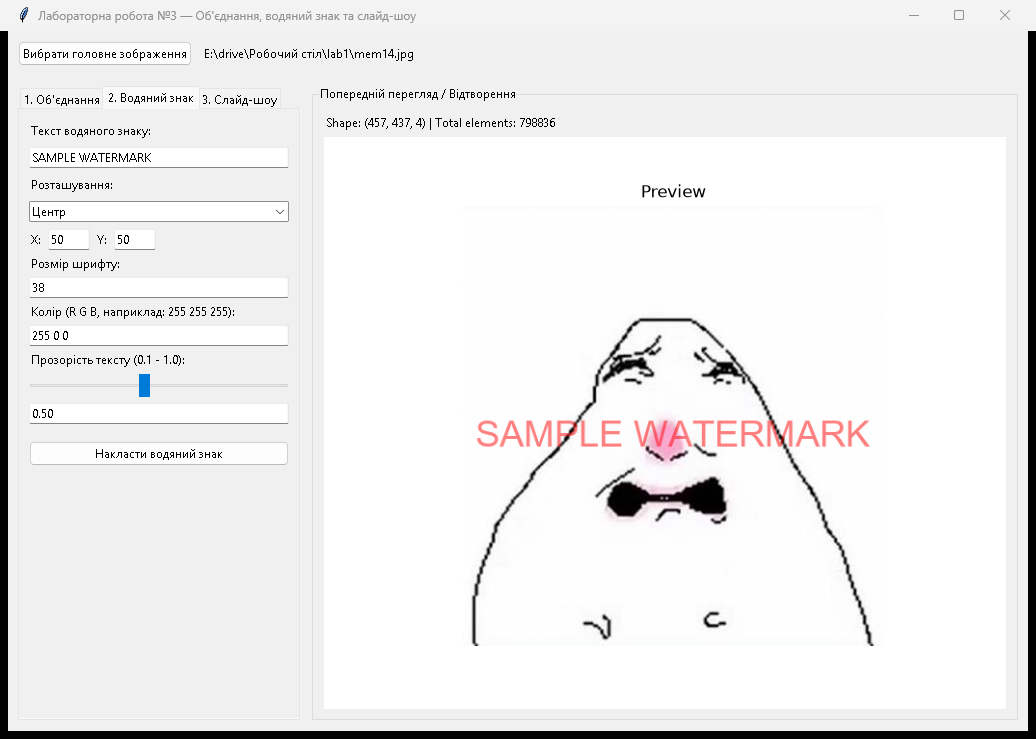 Лабораторна робота №3 — Об'єднання, водяний знак та слайд-шоу
Вибрати головне зображення
E:\drive\Робочий стіл\lab1\mem14.jpg
1. Об'єднання
2. Водяний знак
3. Слайд-шоу
Текст водяного знаку:
SAMPLE WATERMARK
Розташування:
Центр
X: 50 Y: 50
Розмір шрифту:
38
Колір (R G B, наприклад: 255 255 255):
255 0 0
Прозорість тексту (0.1 - 1.0):
0.50
Накласти водяний знак
Попередній перегляд / Відтворення
Shape: (457, 437, 4) | Total elements: 798836
Preview
SAMPLE WATERMARK